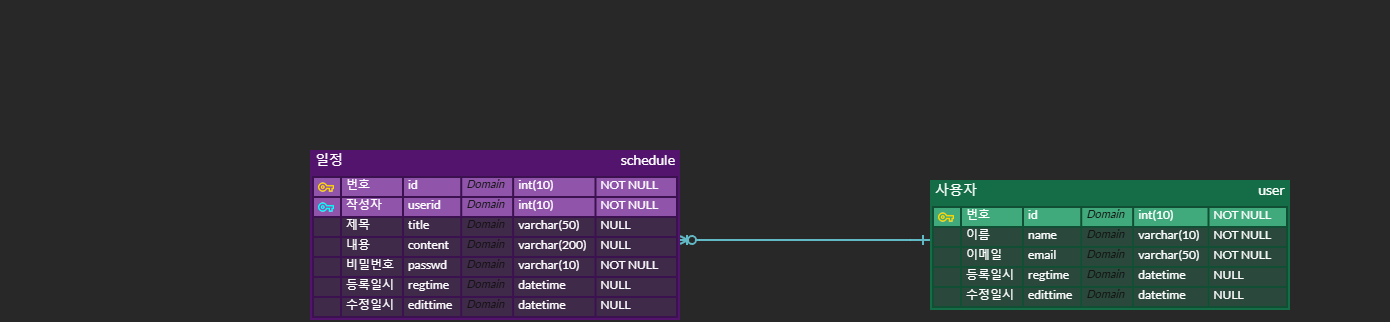 일정 schedule
번호 id Domain int(10) NOT NULL
작성자 userid Domain int(10) NOT NULL
제목 title Domain varchar(50) NULL
내용 content Domain varchar(200) NULL
비밀번호 passwd Domain varchar(10) NOT NULL
등록일시 regtime Domain datetime NULL
수정일시 edittime Domain datetime NULL
사용자 user
번호 id Domain int(10) NOT NULL
이름 name Domain varchar(10) NOT NULL
이메일 email Domain varchar(50) NOT NULL
등록일시 regtime Domain datetime NULL
수정일시 edittime Domain datetime NULL